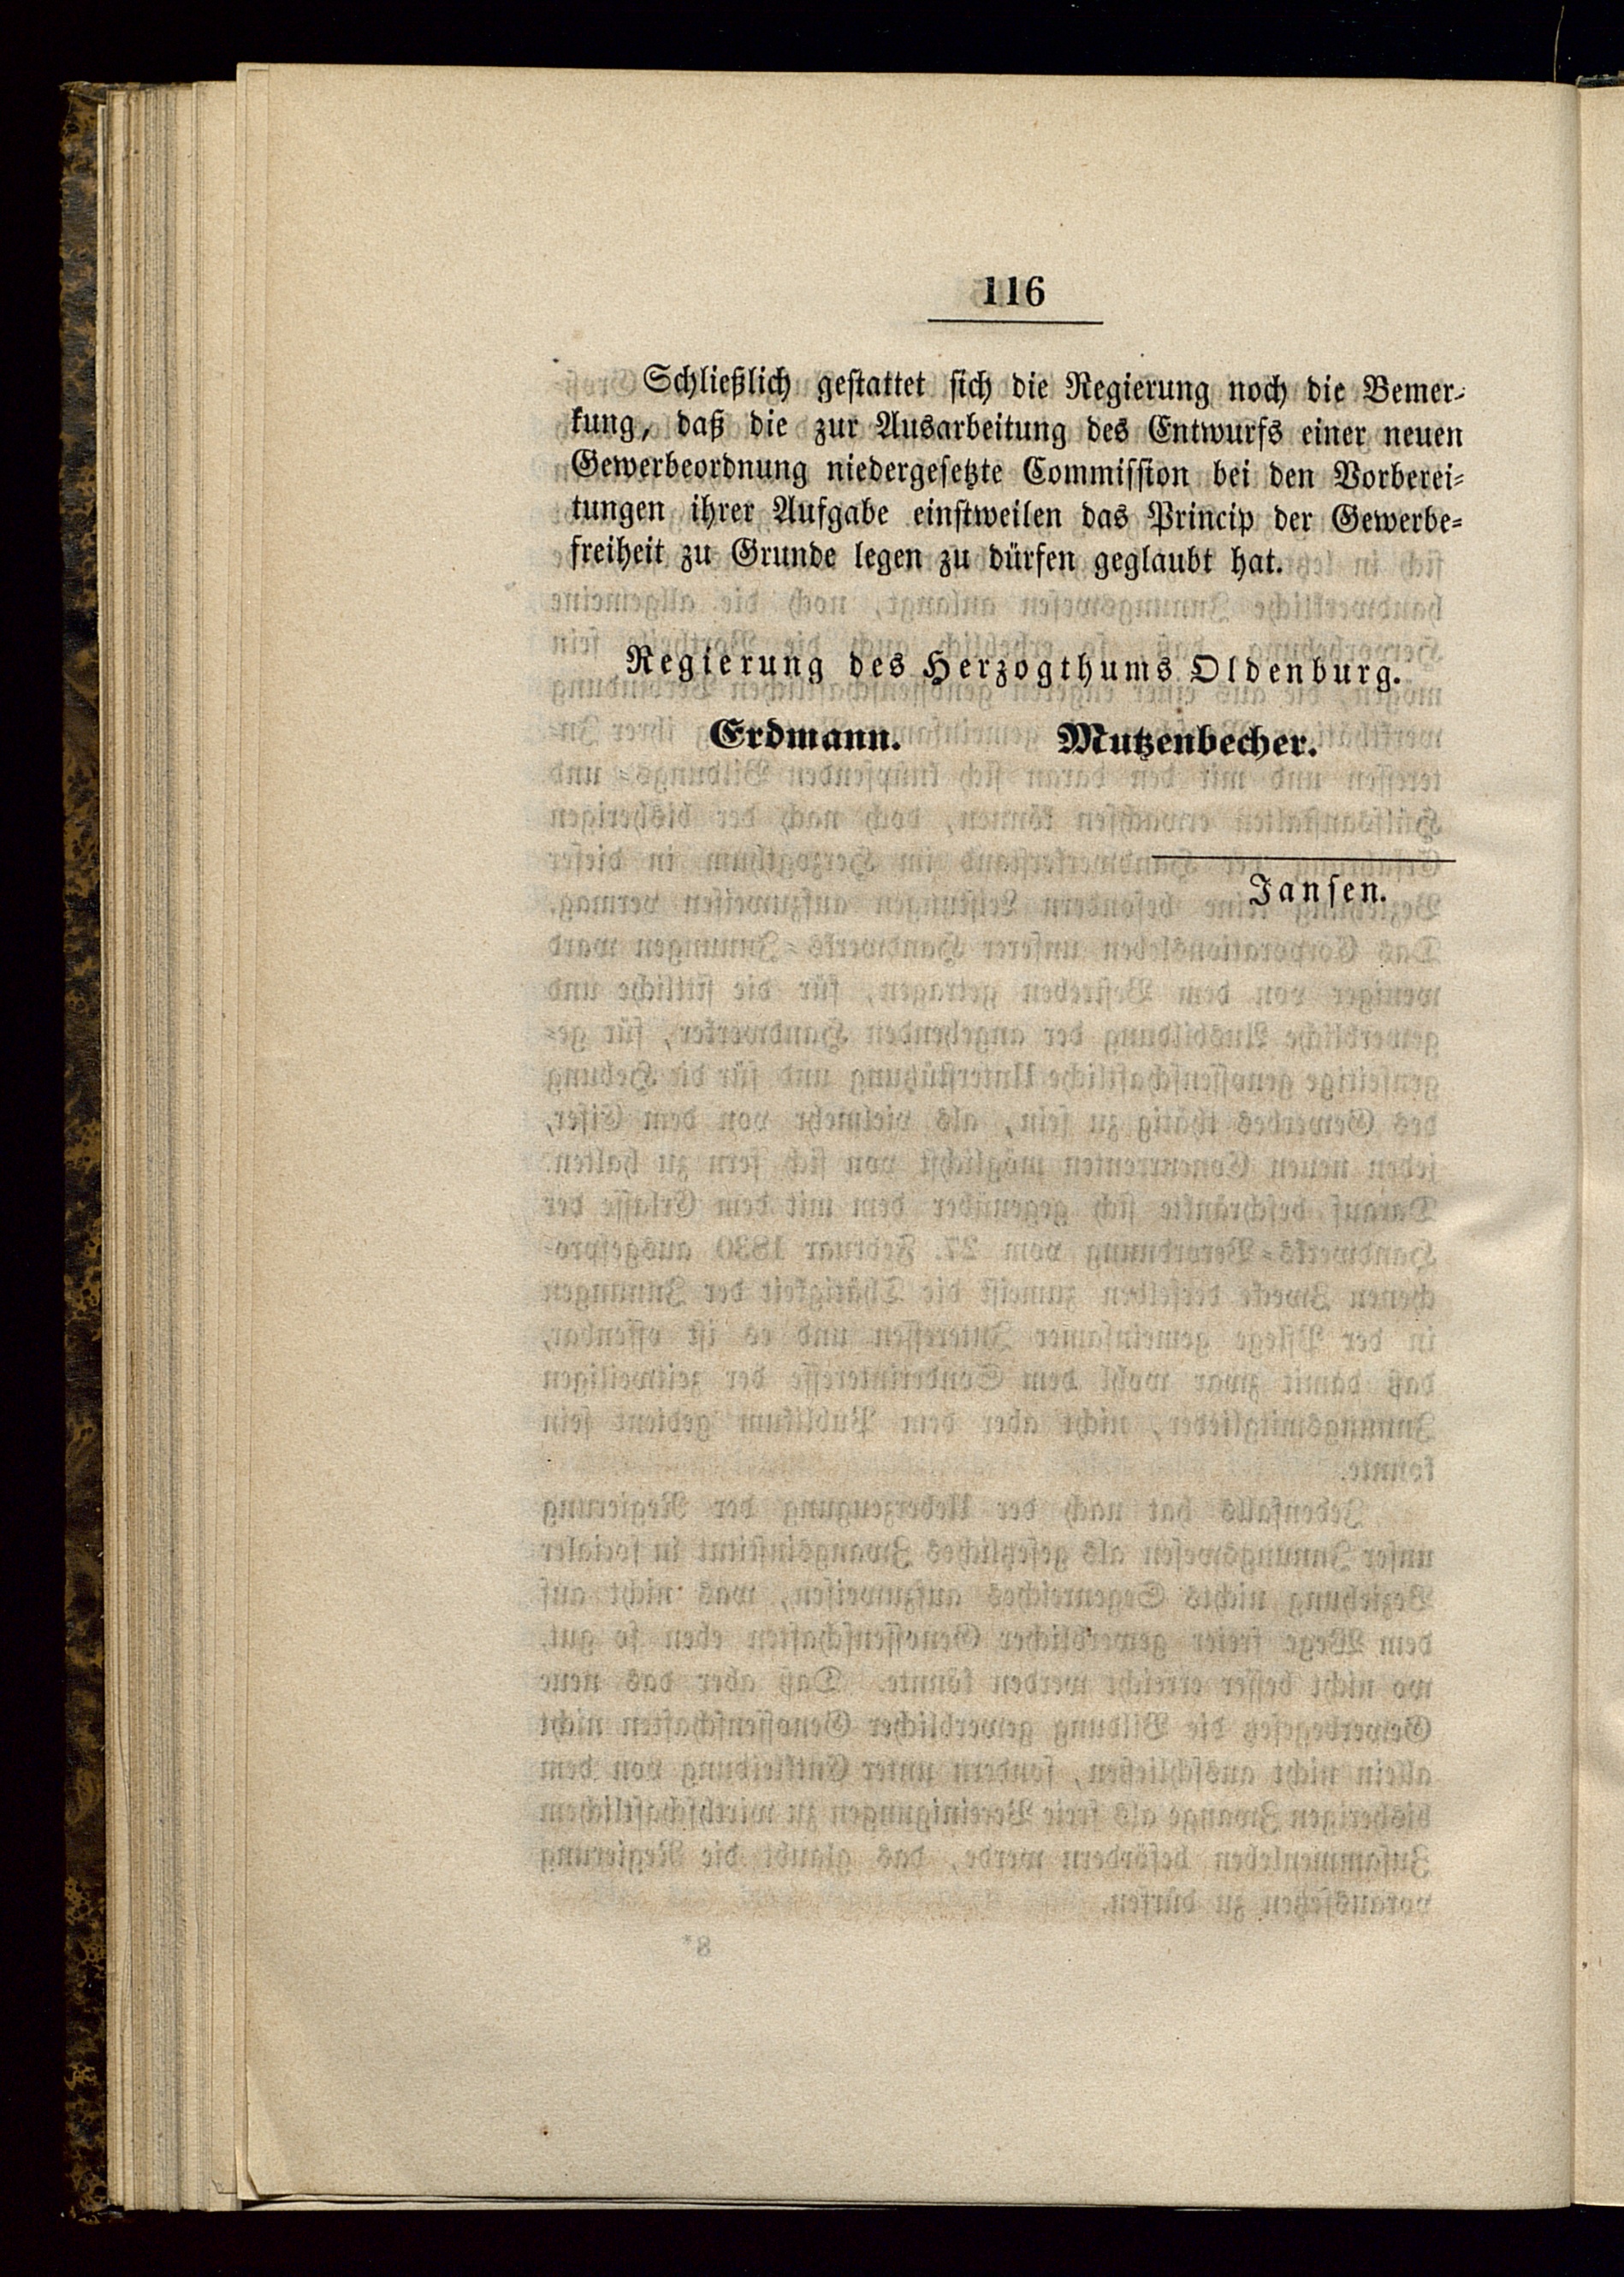 116
Schließlich gestattet sich die Regierung noch die Bemer-
kung, daß die zur Ausarbeitung des Entwurfs einer neuen
Gewerbeordnung niedergesetzte Commission bei den Vorberei-
tungen ihrer Aufgabe einstweilen das Princip der Gewerbe-
freiheit zu Grunde legen zu dürfen geglaubt hat.
Regierung des Herzogthums Oldenburg.
Erdmann. Mutzenbecher.
Jansen.